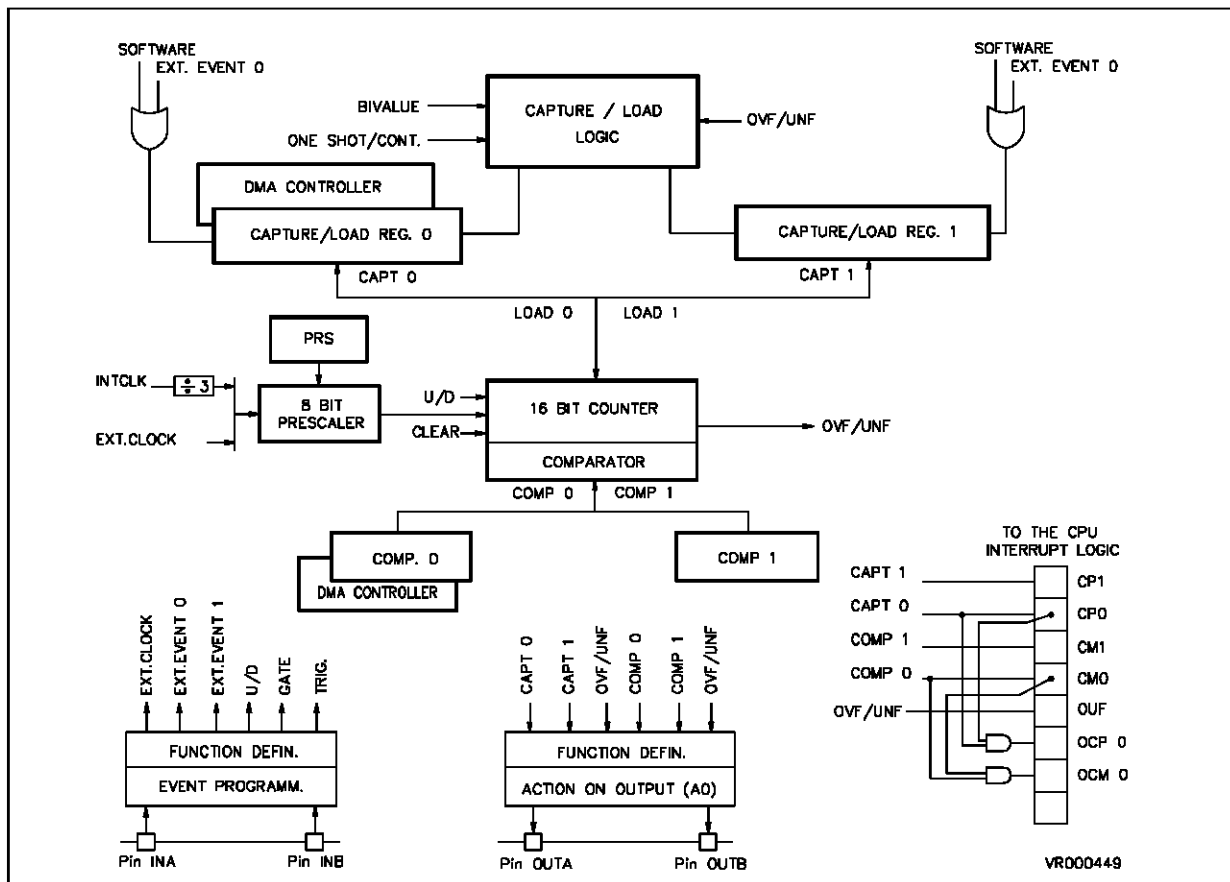 SOFTWARE
EXT. EVENT 0
SOFTWARE
EXT. EVENT 0
BIVALUE
ONE SHOT/CONT.
CAPTURE / LOAD
LOGIC
OVF/UNF
DMA CONTROLLER
CAPTURE/LOAD REG. 0
CAPTURE/LOAD REG. 1
CAPT 0
CAPT 1
LOAD 0
LOAD 1
PRS
INTCLK
÷ 3
8 BIT
PRESCALER
EXT.CLOCK
U/D
CLEAR
16 BIT COUNTER
COMPARATOR
OVF/UNF
COMP 0
COMP 1
COMP. 0
DMA CONTROLLER
COMP 1
TO THE CPU
INTERRUPT LOGIC
CAPT 1
CP1
CAPT 0
CP0
COMP 1
CM1
COMP 0
CM0
OVF/UNF
OUF
OCP 0
OCM 0
EXT.CLOCK
EXT.EVENT 0
EXT.EVENT 1
U/D
GATE
TRIG.
FUNCTION DEFIN.
EVENT PROGRAMM.
Pin INA
Pin INB
CAPT 0
CAPT 1
OVF/UNF
COMP 0
COMP 1
OVF/UNF
FUNCTION DEFIN.
ACTION ON OUTPUT (AO)
Pin OUTA
Pin OUTB
VR000449